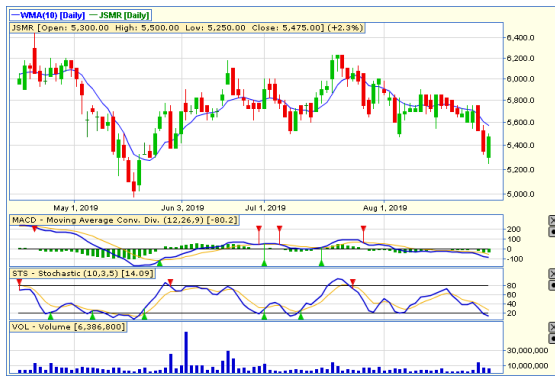 WMA(10) [Daily] JSMR [Daily]
JSMR [Open: 5,300.00 High: 5,500.00 Low: 5,250.00 Close: 5,475.00] (+2.3%)
6,400.0
6,200.0
6,000.0
5,800.0
5,600.0
5,400.0
5,200.0
5,000.0
May 1, 2019 Jun 3, 2019 Jul 1, 2019 Aug 1, 2019
MACD - Moving Average Conv. Div. (12,26,9) [-80.2]
200
100
-100
STS - Stochastic (10,3,5) [14.09]
80
60
40
20
VOL - Volume [6,386,800]
30,000,000
10,000,000